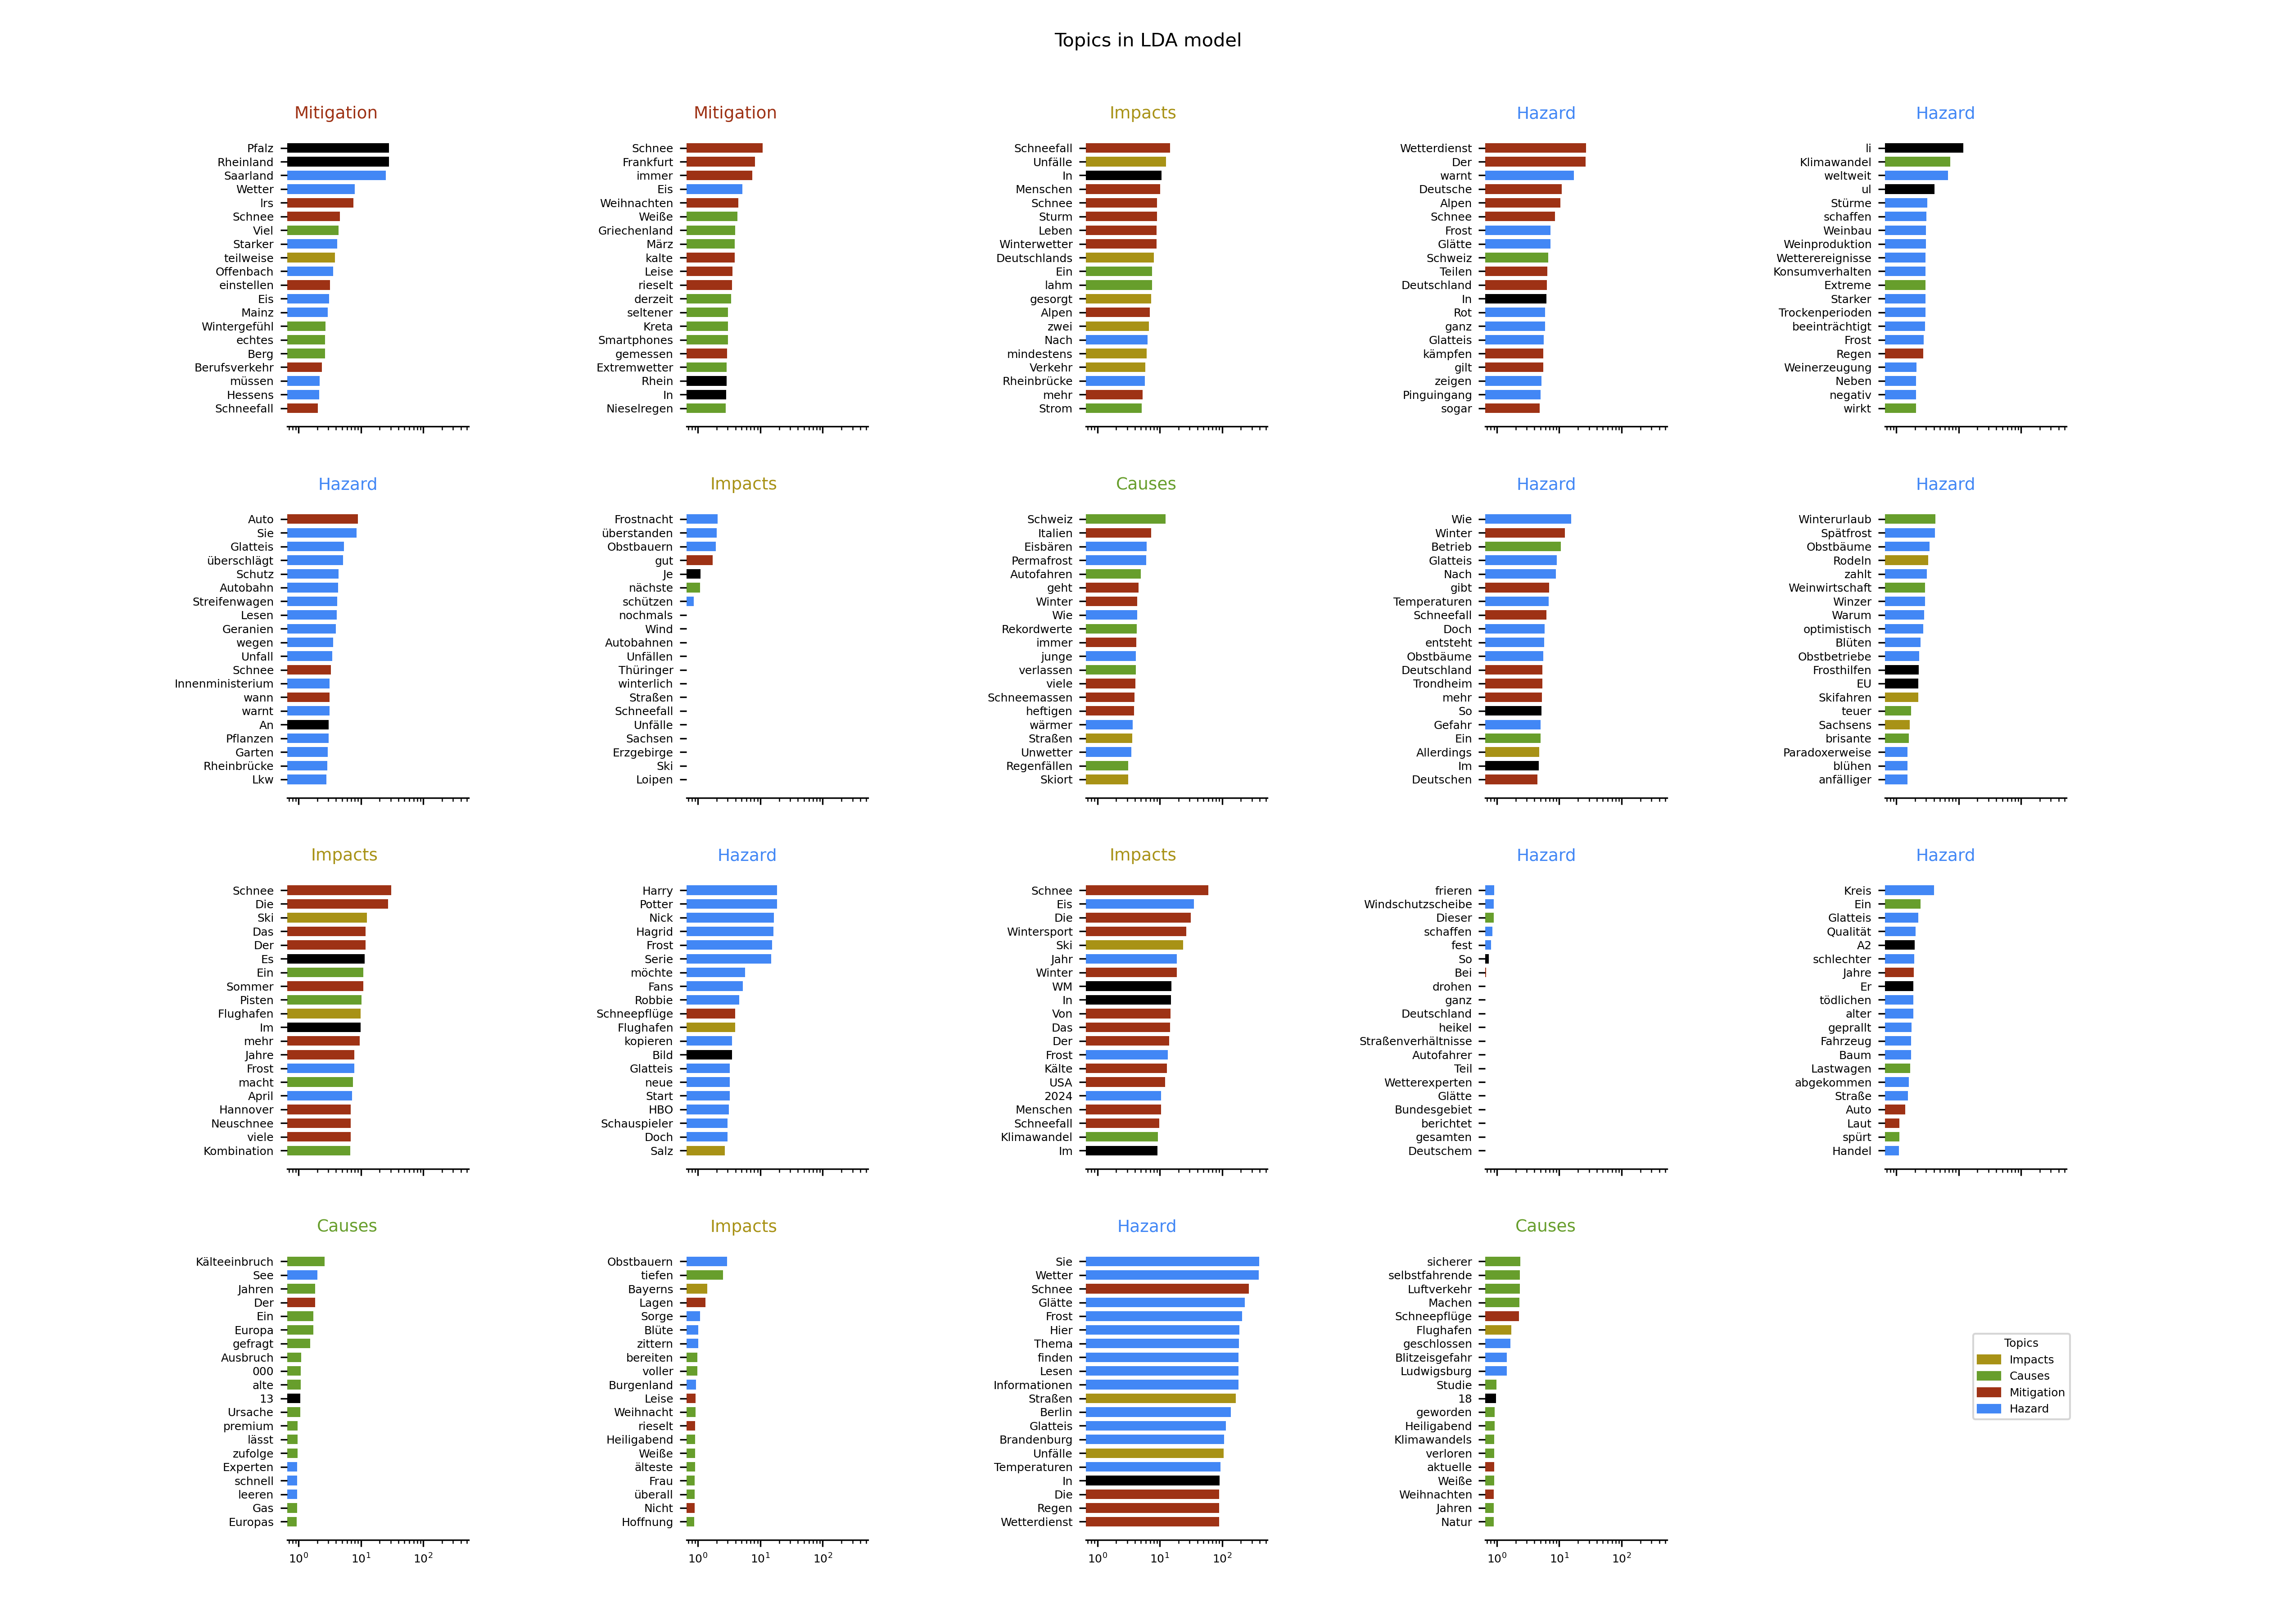 Topics in LDA model
Mitigation
Pfalz
Rheinland
Saarland
Wetter
lrs
Schnee
Viel
Starker
teilweise
Offenbach
einstellen
Eis
Mainz
Wintergefühl
echtes
Berg
Berufsverkehr
müssen
Hessens
Schneefall
Mitigation
Schnee
Frankfurt
immer
Eis
Weihnachten
Weiße
Griechenland
März
kalte
Leise
rieselt
derzeit
seltener
Kreta
Smartphones
gemessen
Extremwetter
Rhein
In
Nieselregen
Impacts
Schneefall
Unfälle
In
Menschen
Schnee
Sturm
Leben
Winterwetter
Deutschlands
Ein
lahm
gesorgt
Alpen
zwei
Nach
mindestens
Verkehr
Rheinbrücke
mehr
Strom
Hazard
Wetterdienst
Der
warnt
Deutsche
Alpen
Schnee
Frost
Glätte
Schweiz
Teilen
Deutschland
In
Rot
ganz
Glatteis
kämpfen
gilt
zeigen
Pinguingang
sogar
Hazard
li
Klimawandel
weltweit
ul
Stürme
schaffen
Weinbau
Weinproduktion
Wetterereignisse
Konsumverhalten
Extreme
Starker
Trockenperioden
beeinträchtigt
Frost
Regen
Weinerzeugung
Neben
negativ
wirkt
Hazard
Auto
Sie
Glatteis
überschlägt
Schutz
Autobahn
Streifenwagen
Lesen
Geranien
wegen
Unfall
Schnee
Innenministerium
wann
warnt
An
Pflanzen
Garten
Rheinbrücke
Lkw
Impacts
Frostnacht
überstanden
Obstbauern
gut
Je
nächste
schützen
nochmals
Wind
Autobahnen
Unfällen
Thüringer
winterlich
Straßen
Schneefall
Unfälle
Sachsen
Erzgebirge
Ski
Loipen
Causes
Schweiz
Italien
Eisbären
Permafrost
Autofahren
geht
Winter
Wie
Rekordwerte
immer
junge
verlassen
viele
Schneemassen
heftigen
wärmer
Straßen
Unwetter
Regenfällen
Skiort
Hazard
Wie
Winter
Betrieb
Glatteis
Nach
gibt
Temperaturen
Schneefall
Doch
entsteht
Obstbäume
Deutschland
Trondheim
mehr
So
Gefahr
Ein
Allerdings
Im
Deutschen
Hazard
Winterurlaub
Spätfrost
Obstbäume
Rodeln
zahlt
Weinwirtschaft
Winzer
Warum
optimistisch
Blüten
Obstbetriebe
Frosthilfen
EU
Skifahren
teuer
Sachsens
brisante
Paradoxerweise
blühen
anfälliger
Impacts
Schnee
Die
Ski
Das
Der
Es
Ein
Sommer
Pisten
Flughafen
Im
mehr
Jahre
Frost
macht
April
Hannover
Neuschnee
viele
Kombination
Hazard
Harry
Potter
Nick
Hagrid
Frost
Serie
möchte
Fans
Robbie
Schneepflüge
Flughafen
kopieren
Bild
Glatteis
neue
Start
HBO
Schauspieler
Doch
Salz
Impacts
Schnee
Eis
Die
Wintersport
Ski
Jahr
Winter
WM
In
Von
Das
Der
Frost
Kälte
USA
2024
Menschen
Schneefall
Klimawandel
Im
Hazard
frieren
Windschutzscheibe
Dieser
schaffen
fest
So
Bei
drohen
ganz
Deutschland
heikel
Straßenverhältnisse
Autofahrer
Teil
Wetterexperten
Glätte
Bundesgebiet
berichtet
gesamten
Deutschem
Hazard
Kreis
Ein
Glatteis
Qualität
A2
schlechter
Jahre
Er
tödlichen
alter
geprallt
Fahrzeug
Baum
Lastwagen
abgekommen
Straße
Auto
Laut
spürt
Handel
Causes
Kälteeinbruch
See
Jahren
Der
Ein
Europa
gefragt
Ausbruch
000
alte
13
Ursache
premium
lässt
zufolge
Experten
schnell
leeren
Gas
Europas
10⁰ 10¹ 10²
Impacts
Obstbauern
tiefen
Bayerns
Lagen
Sorge
Blüte
zittern
bereiten
voller
Burgenland
Leise
Weihnacht
rieselt
Heiligabend
Weiße
älteste
Frau
überall
Nicht
Hoffnung
10⁰ 10¹ 10²
Hazard
Sie
Wetter
Schnee
Glätte
Frost
Hier
Thema
finden
Lesen
Informationen
Straßen
Berlin
Glatteis
Brandenburg
Unfälle
Temperaturen
In
Die
Regen
Wetterdienst
10⁰ 10¹ 10²
Causes
sicherer
selbstfahrende
Luftverkehr
Machen
Schneepflüge
Flughafen
geschlossen
Blitzeisgefahr
Ludwigsburg
Studie
18
geworden
Heiligabend
Klimawandels
verloren
aktuelle
Weiße
Weihnachten
Jahren
Natur
10⁰ 10¹ 10²
Topics
Impacts
Causes
Mitigation
Hazard